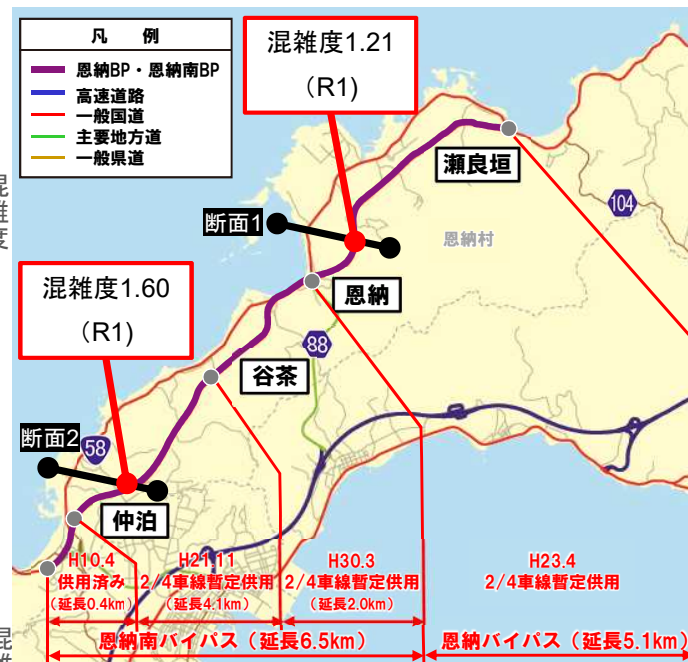 凡 例
恩納BP・恩納南BP
高速道路
一般国道
主要地方道
一般県道
混雑度1.21
(R1)
瀬良垣
104
断面1
恩納村
混雑度
恩納
混雑度1.60
(R1)
88
谷茶
断面2
58
仲泊
H10.4
供用済み
(延長0.4km)
H21.11
2/4車線暫定供用
(延長4.1km)
H30.3
2/4車線暫定供用
(延長2.0km)
H23.4
2/4車線暫定供用
恩納南バイパス(延長6.5km)
恩納バイパス(延長5.1km)
混